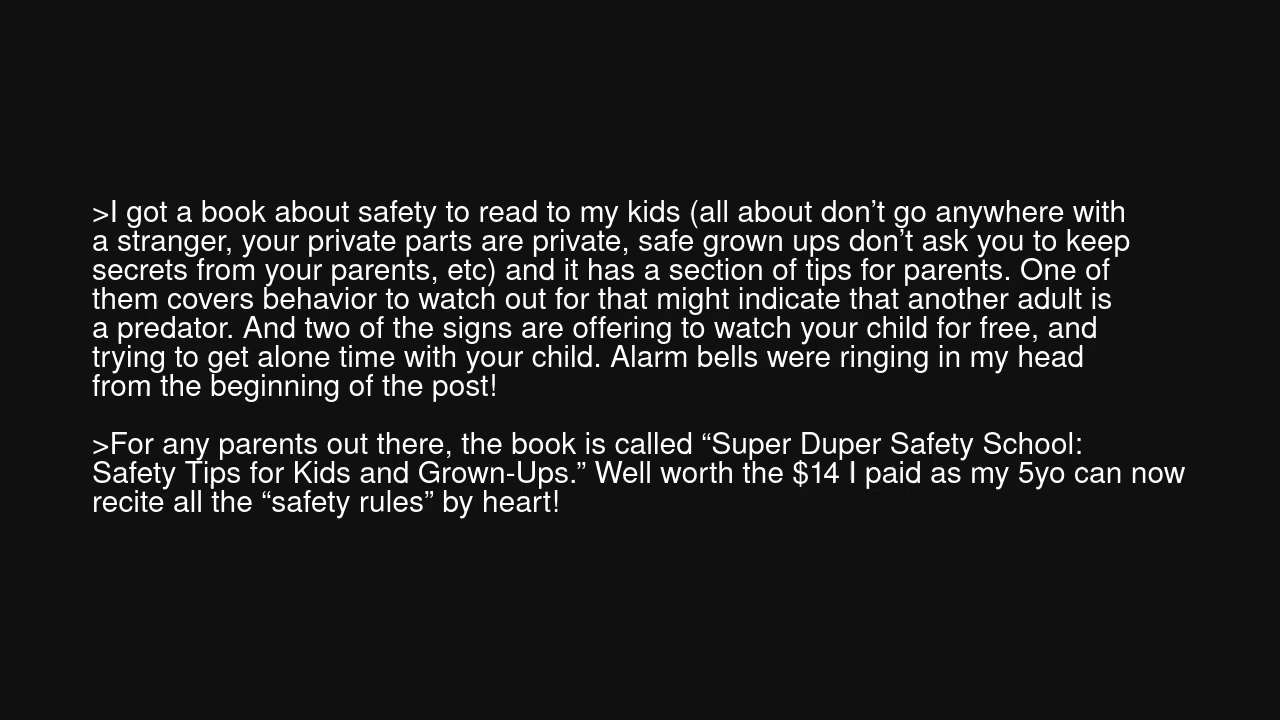 >I got a book about safety to read to my kids (all about don’t go anywhere with
a stranger, your private parts are private, safe grown ups don’t ask you to keep
secrets from your parents, etc) and it has a section of tips for parents. One of
them covers behavior to watch out for that might indicate that another adult is
a predator. And two of the signs are offering to watch your child for free, and
trying to get alone time with your child. Alarm bells were ringing in my head
from the beginning of the post!
>For any parents out there, the book is called “Super Duper Safety School:
Safety Tips for Kids and Grown-Ups.” Well worth the $14 I paid as my 5yo can now
recite all the “safety rules” by heart!